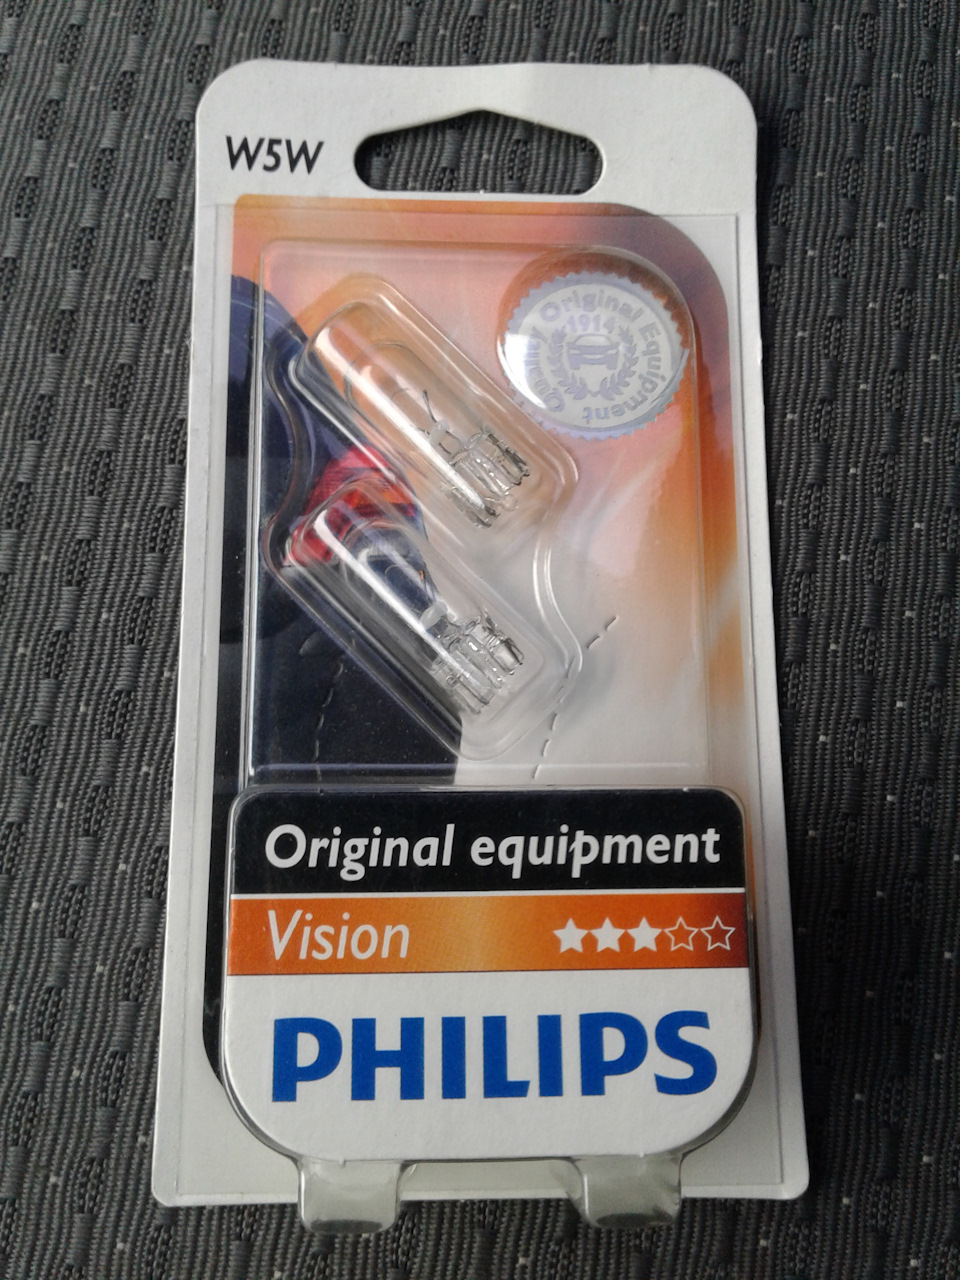 W5W
Quality Original Equipment
1914
Original equipment
Vision
PHILIPS